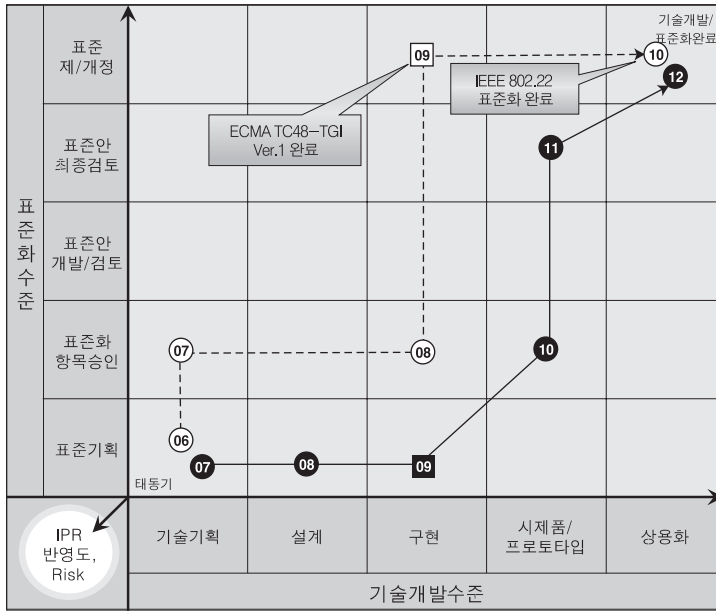 표준
제/개정
표준안
최종검토
표준안
개발/검토
표준화
항목승인
표준기획
표준화수준
기술개발/
표준화완료
09
10
12
IEEE 802.22
표준화 완료
ECMA TC48-TGI
Ver.1 완료
11
07
08
10
06
07
08
09
태동기
IPR
반영도,
Risk
기술기획
설계
구현
시제품/
프로토타입
상용화
기술개발수준